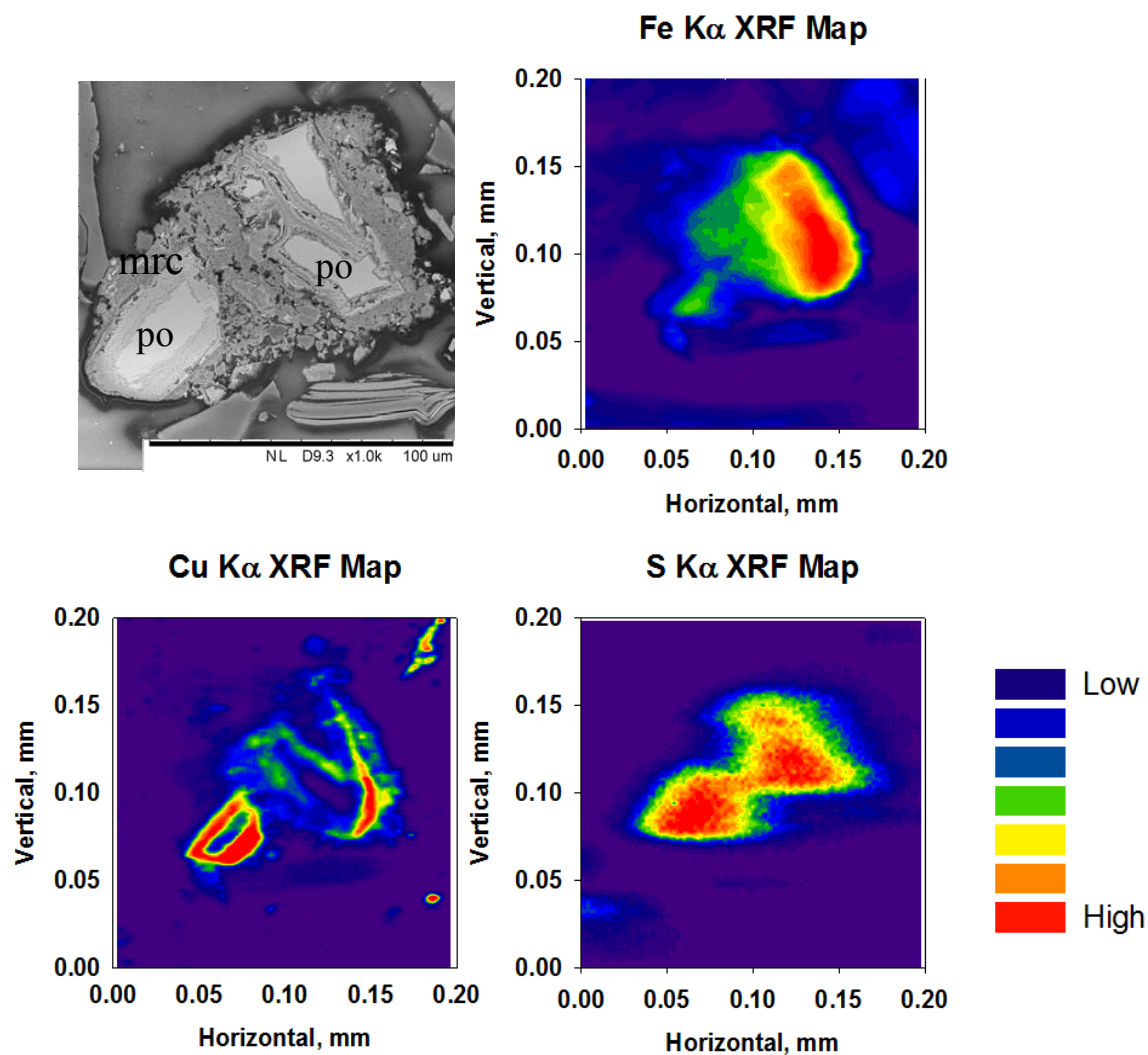 Fe Kα XRF Map
mrc
po
po
NL D9.3 x1.0k 100 um
Vertical, mm
0.20
0.15
0.10
0.05
0.00
0.00 0.05 0.10 0.15 0.20
Horizontal, mm
Cu Kα XRF Map
Vertical, mm
0.20
0.15
0.10
0.05
0.00
0.00 0.05 0.10 0.15 0.20
Horizontal, mm
S Kα XRF Map
Vertical, mm
0.20
0.15
0.10
0.05
0.00
0.00 0.05 0.10 0.15 0.20
Horizontal, mm
Low
High